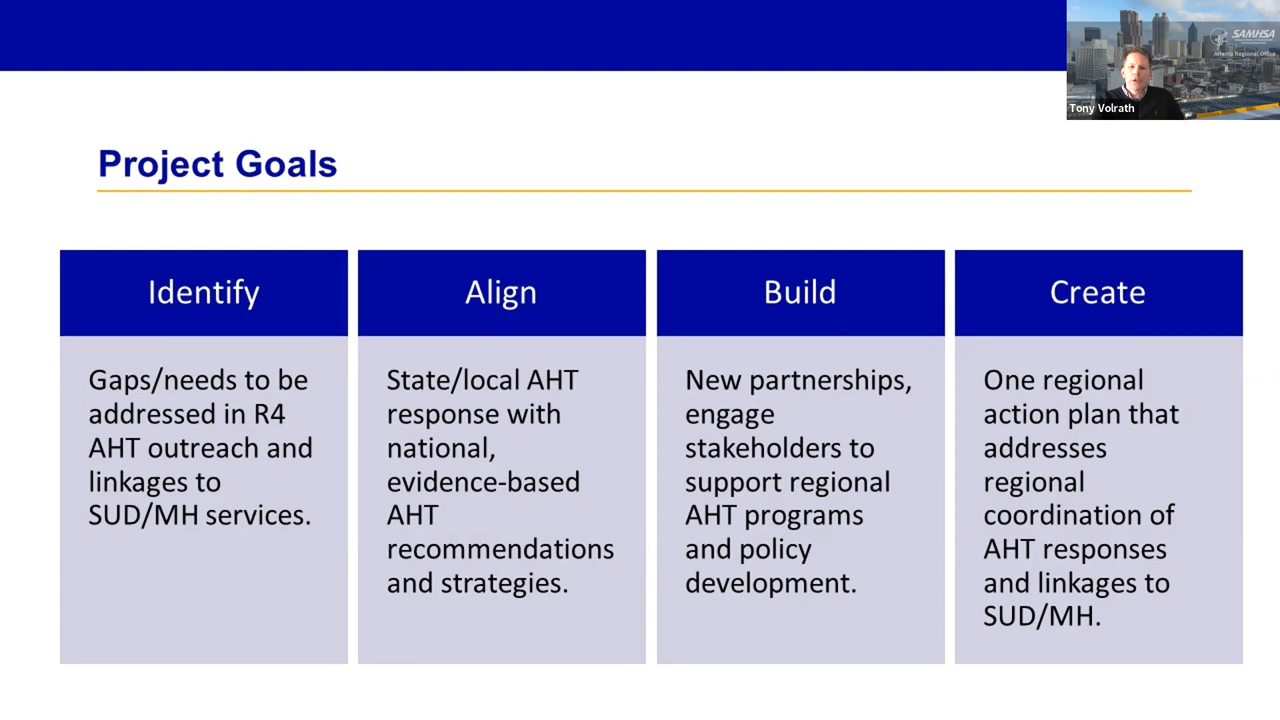 SAMHSA
Atlanta Regional Office
Tony Volrath
Project Goals
Identify
Gaps/needs to be
addressed in R4
AHT outreach and
linkages to
SUD/MH services.
Align
State/local AHT
response with
national,
evidence-based
AHT
recommendations
and strategies.
Build
New partnerships,
engage
stakeholders to
support regional
AHT programs
and policy
development.
Create
One regional
action plan that
addresses
regional
coordination of
AHT responses
and linkages to
SUD/MH.